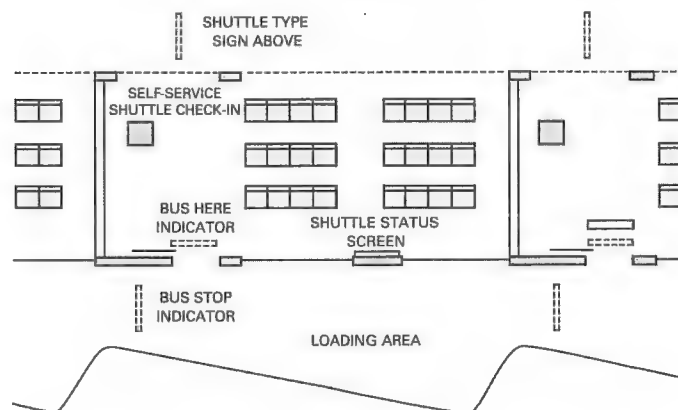 SHUTTLE TYPE
SIGN ABOVE
SELF-SERVICE
SHUTTLE CHECK-IN
BUS HERE
INDICATOR
SHUTTLE STATUS
SCREEN
BUS STOP
INDICATOR
LOADING AREA